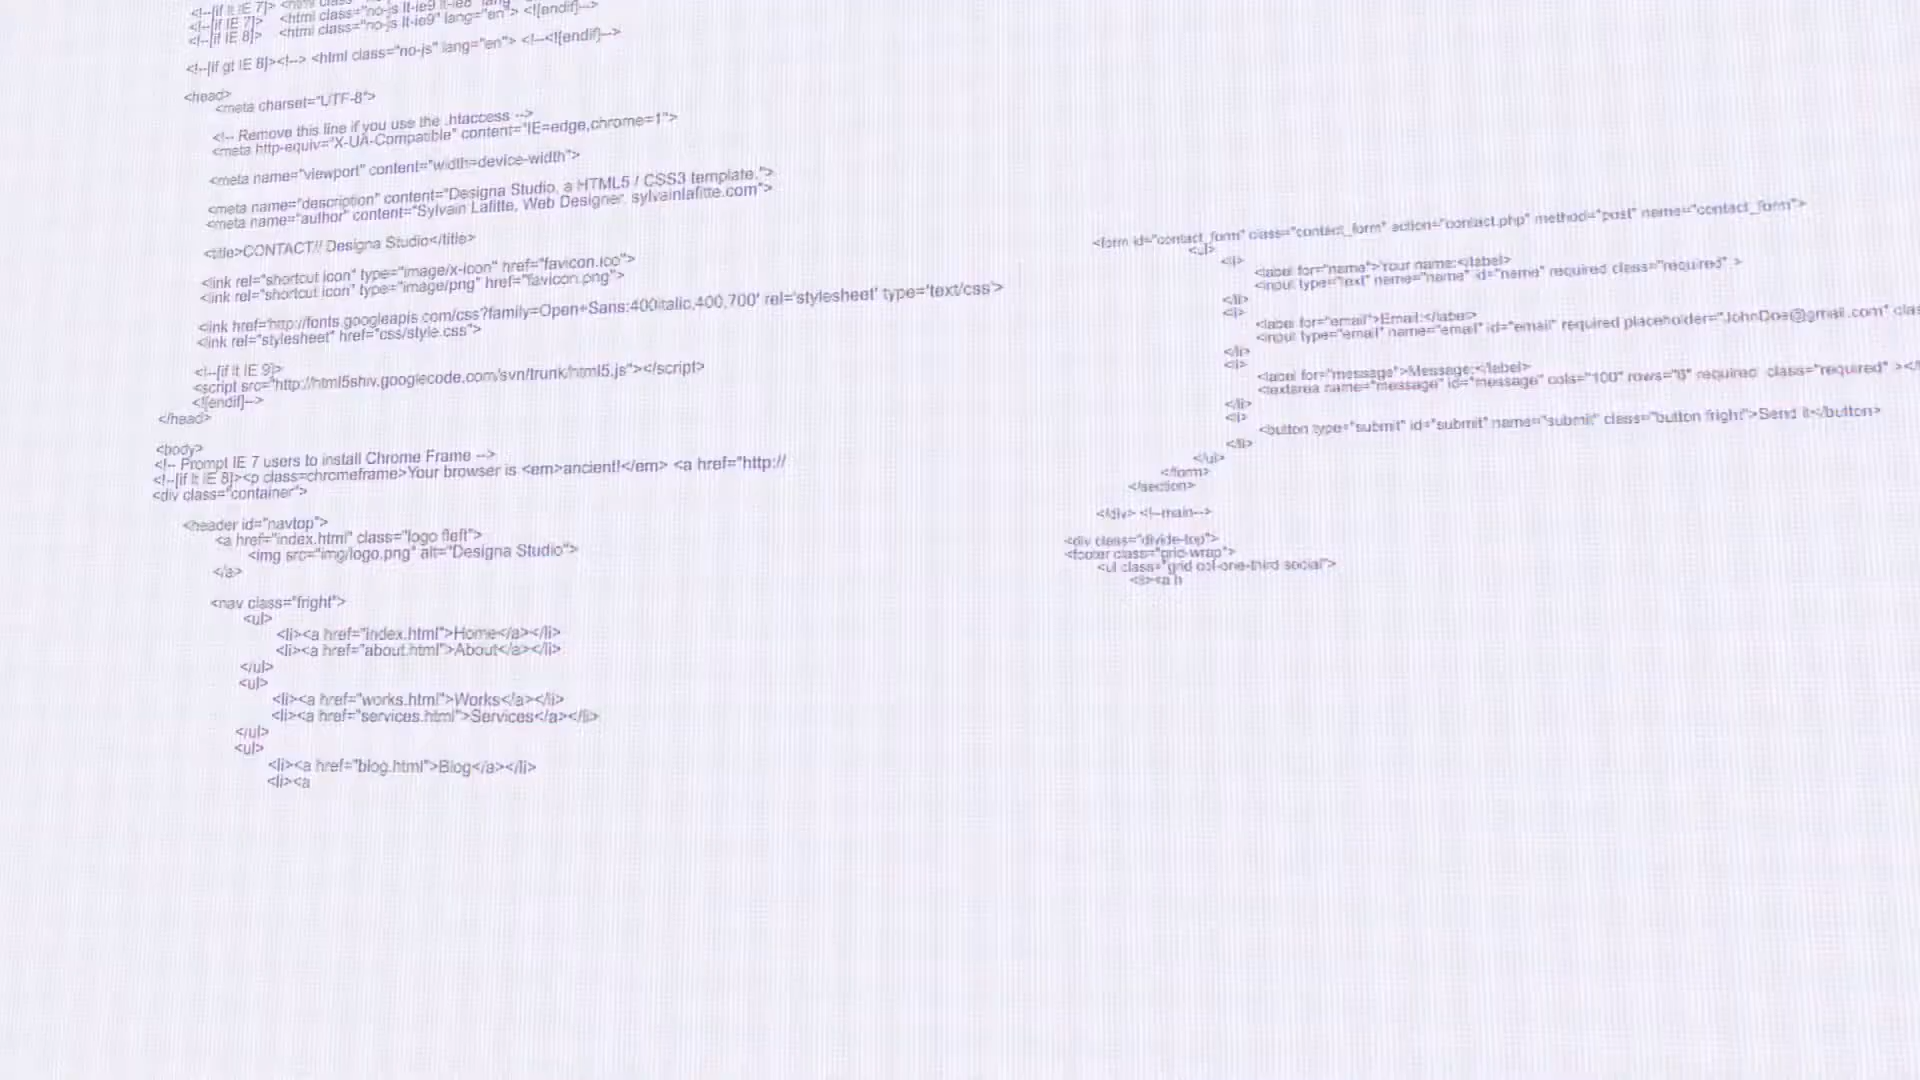 <!--[if lt IE 7]> <html class="no-js lt-ie9 lt-ie8
<!--[if IE 7]> <html class="no-js lt-ie9 lt-ie8" lang=
<!--[if IE 8]> <html class="no-js lt-ie9" lang="en"> <![endif]-->
<!--[if gt IE 8]><!--> <html class="no-js" lang="en"> <!--<![endif]-->
<head>
<meta charset="UTF-8">
<!-- Remove this line if you use the .htaccess -->
<meta http-equiv="X-UA-Compatible" content="IE=edge,chrome=1">
<meta name="viewport" content="width=device-width">
<meta name="description" content="Designa Studio, a HTML5 / CSS3 template.">
<meta name="author" content="Sylvain Lafitte, Web Designer, sylvainlafitte.com">
<title>CONTACT// Designa Studio</title>
<link rel="shortcut icon" type="image/x-icon" href="favicon.ico">
<link rel="shortcut icon" type="image/png" href="favicon.png">
<link href='http://fonts.googleapis.com/css?family=Open+Sans:400italic,400,700' rel='stylesheet' type='text/css'>
<link rel="stylesheet" href="css/style.css">
<!--[if lt IE 9]>
<script src="http://html5shiv.googlecode.com/svn/trunk/html5.js"></script>
<![endif]-->
</head>
<body>
<!-- Prompt IE 7 users to install Chrome Frame -->
<!--[if lt IE 8]><p class=chromeframe>Your browser is <em>ancient!</em> <a href="http://
<div class="container">
<header id="navtop">
<a href="index.html" class="logo fleft">
<img src="img/logo.png" alt="Designa Studio">
</a>
<nav class="fright">
<ul>
<li><a href="index.html">Home</a></li>
<li><a href="about.html">About</a></li>
</ul>
<ul>
<li><a href="works.html">Works</a></li>
<li><a href="services.html">Services</a></li>
</ul>
<ul>
<li><a href="blog.html">Blog</a></li>
<li><a
<form id="contact_form" class="contact_form" action="contact.php" method="post" name="contact_form">
<ul>
<li>
<label for="name">Your name:</label>
<input type="text" name="name" id="name" required class="required" >
</li>
<li>
<label for="email">Email:</label>
<input type="email" name="email" id="email" required placeholder="JohnDoe@gmail.com" clas
</li>
<li>
<label for="message">Message:</label>
<textarea name="message" id="message" cols="100" rows="6" required class="required" ></
</li>
<li>
<button type="submit" id="submit" name="submit" class="button fright">Send it</button>
</li>
</ul>
</form>
</section>
</div> <!--main-->
<div class="divide-top">
<footer class="grid-wrap">
<ul class="grid col-one-third social">
<li><a h